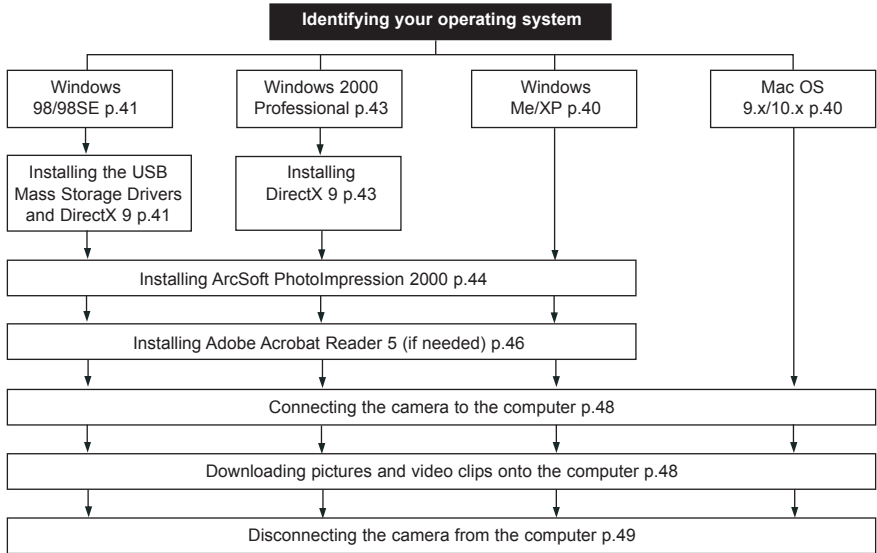 Identifying your operating system
Windows
98/98SE p.41
Windows 2000
Professional p.43
Windows
Me/XP p.40
Mac OS
9.x/10.x p.40
Installing the USB
Mass Storage Drivers
and DirectX 9 p.41
Installing
DirectX 9 p.43
Installing ArcSoft PhotoImpression 2000 p.44
Installing Adobe Acrobat Reader 5 (if needed) p.46
Connecting the camera to the computer p.48
Downloading pictures and video clips onto the computer p.48
Disconnecting the camera from the computer p.49